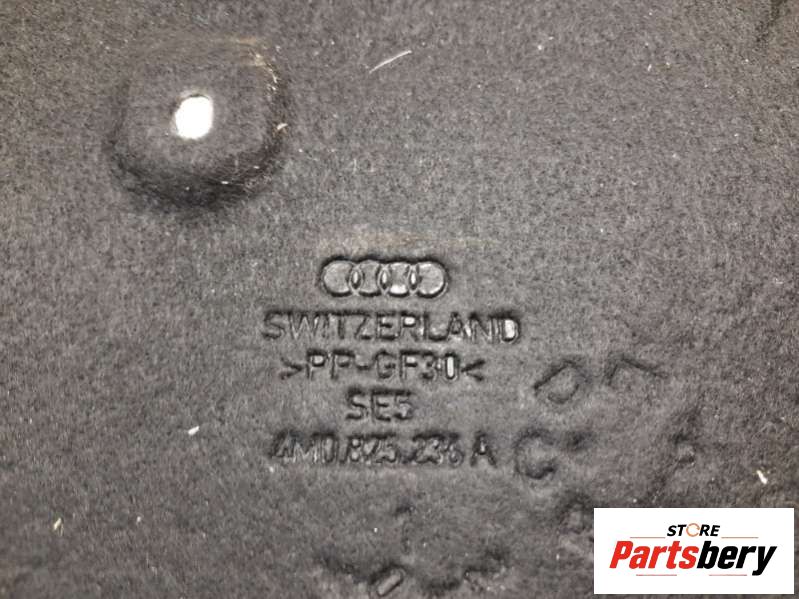 SWITZERLAND
>PP-GF30<
SE5
4M0.825.236 A C
STORE
Partsbery